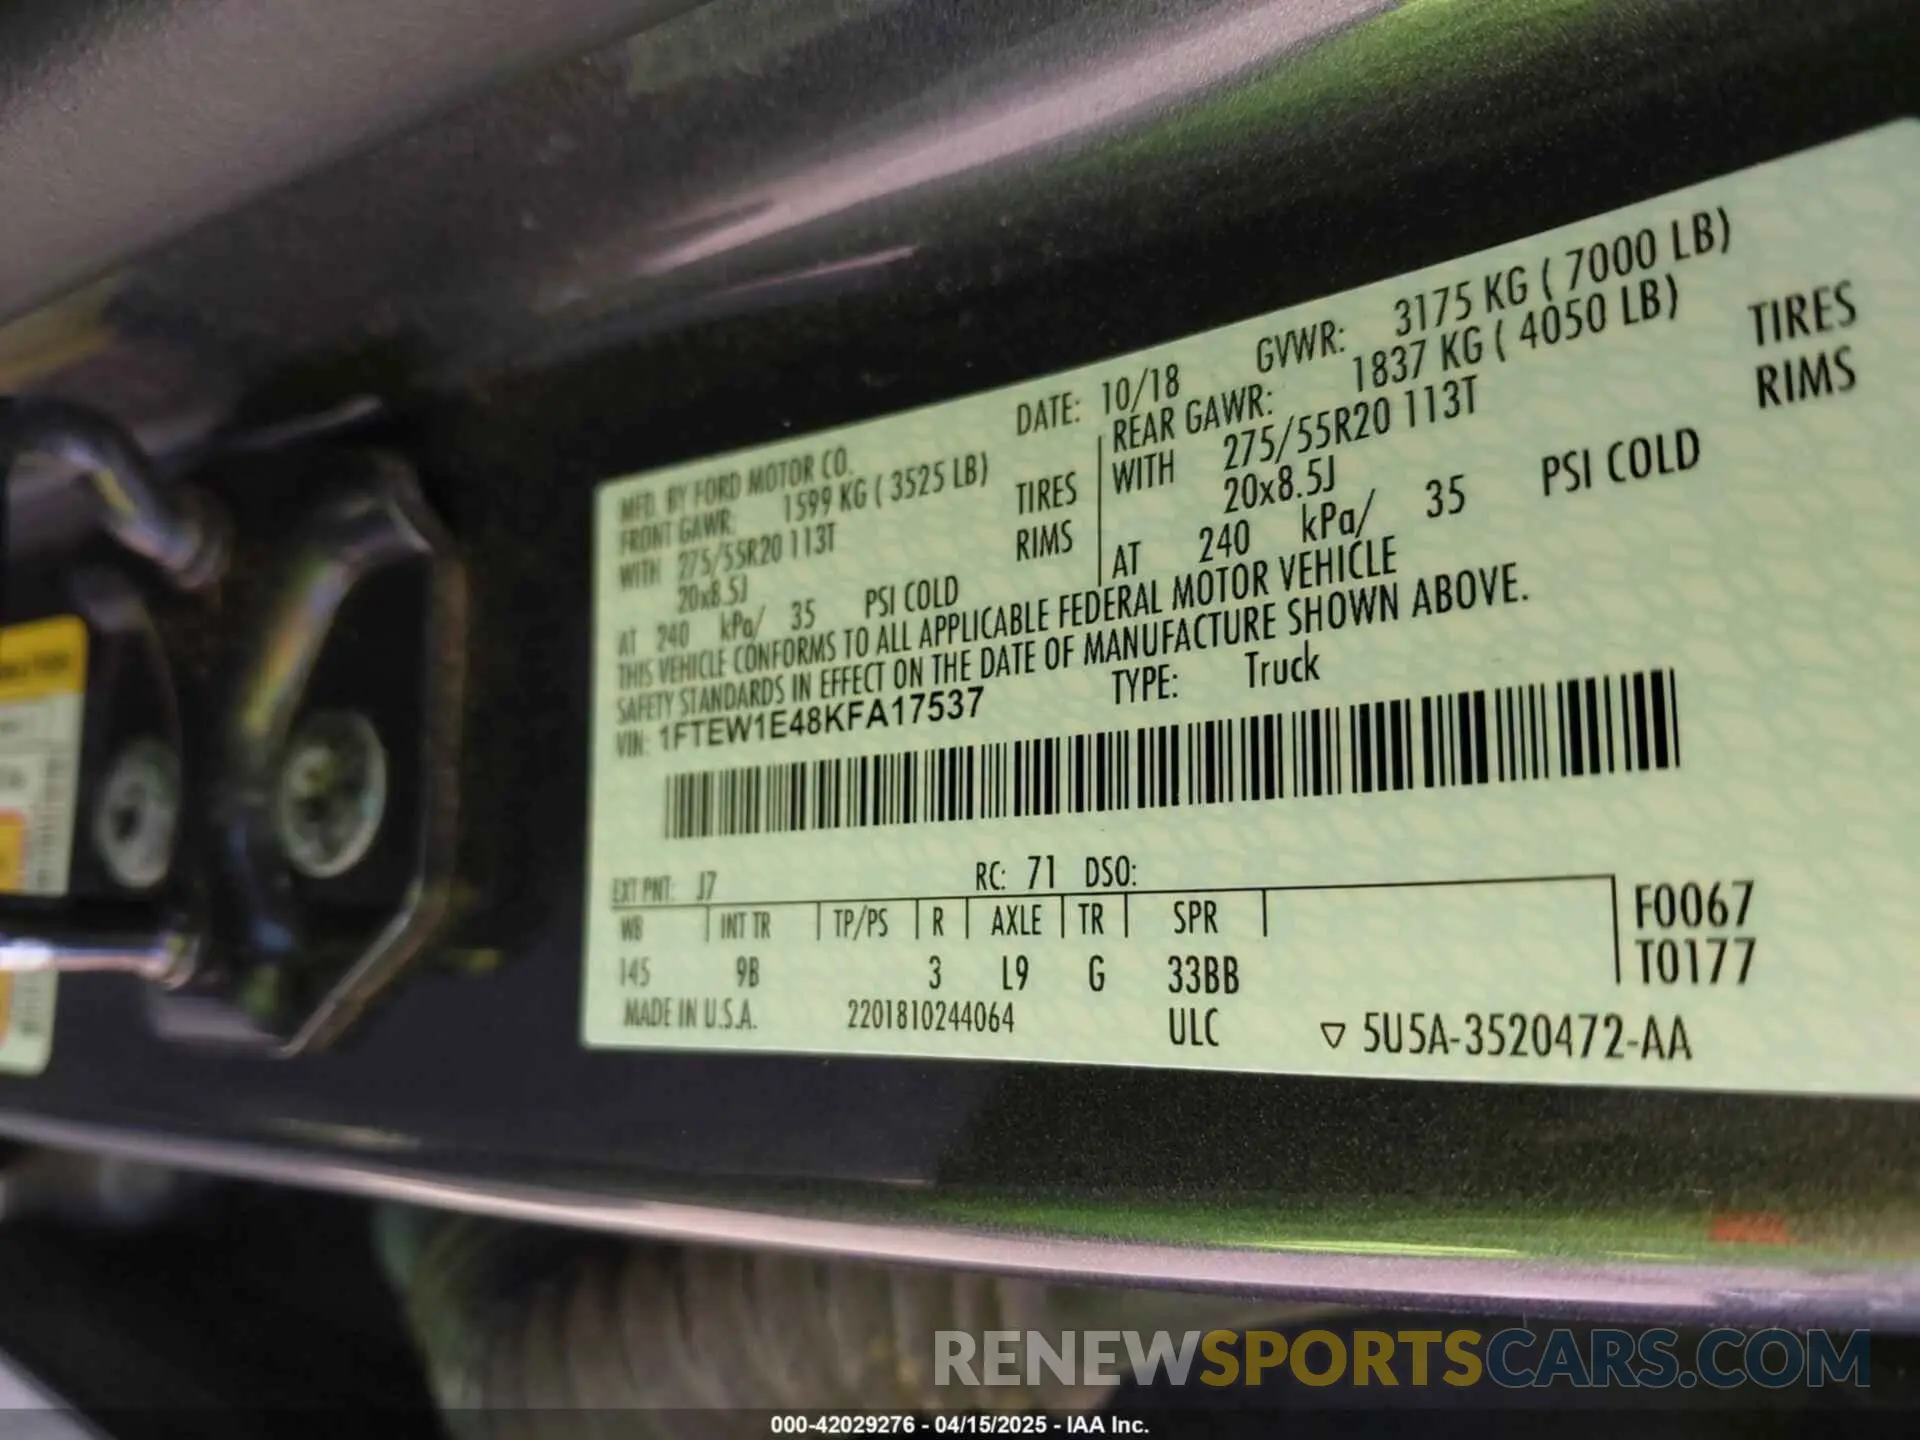 MFD. BY FORD MOTOR CO.
DATE: 10/18 GVWR: 3175 KG ( 7000 LB)
FRONT GAWR: 1599 KG ( 3525 LB)
REAR GAWR: 1837 KG ( 4050 LB)
WITH 275/55R20 113T TIRES
WITH 275/55R20 113T TIRES
20x8.5J RIMS
20x8.5J RIMS
AT 240 kPa/ 35 PSI COLD
AT 240 kPa/ 35 PSI COLD
THIS VEHICLE CONFORMS TO ALL APPLICABLE FEDERAL MOTOR VEHICLE
SAFETY STANDARDS IN EFFECT ON THE DATE OF MANUFACTURE SHOWN ABOVE.
VIN: 1FTEW1E48KFA17537 TYPE: Truck
EXT PNT: J7 RC: 71 DSO:
WB INT TR TP/PS R AXLE TR SPR
F0067
T0177
145 9B 3 L9 G 33BB
MADE IN U.S.A. 2201810244064 ULC ▽ 5U5A-3520472-AA
RENEWSPORTSCARS.COM
000-42029276 - 04/15/2025 - IAA Inc.